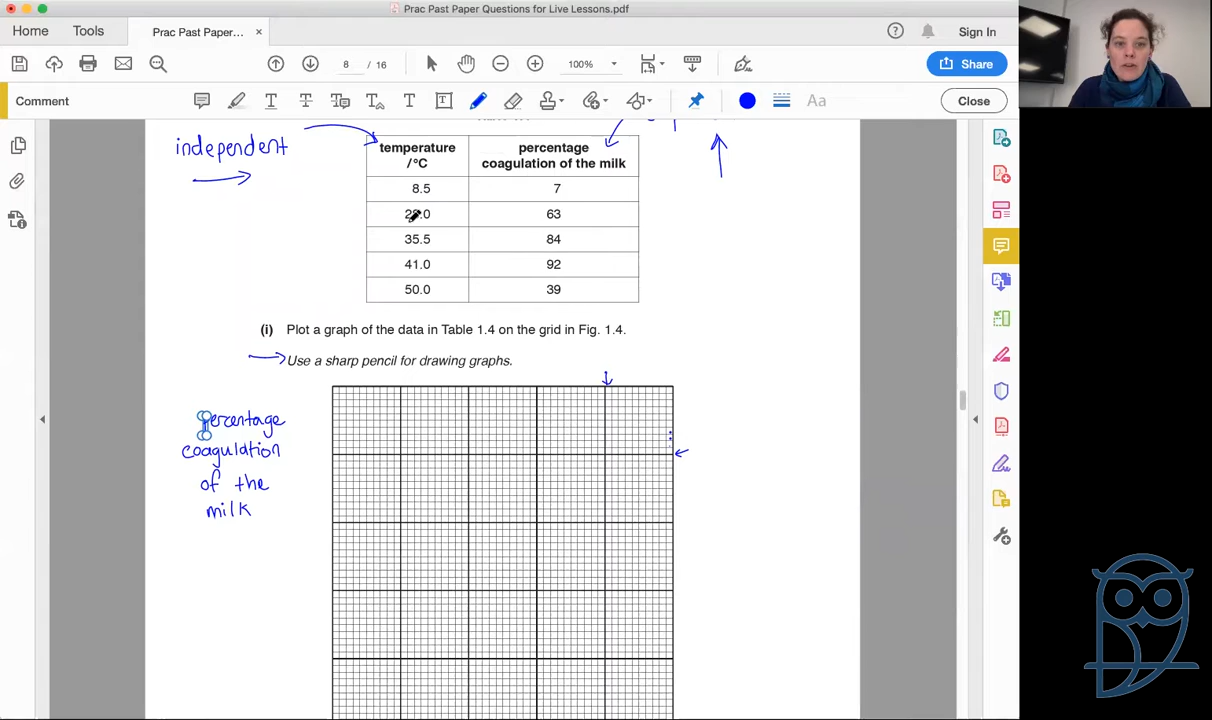 Prac Past Paper Questions for Live Lessons.pdf
Home
Tools
Prac Past Paper...
Sign In
8 / 16
100%
Share
Comment
Aa
Close
independent
temperature /°C
percentage coagulation of the milk
8.5 7
.0 63
35.5 84
41.0 92
50.0 39
(i) Plot a graph of the data in Table 1.4 on the grid in Fig. 1.4.
Use a sharp pencil for drawing graphs.
percentage
coagulation
of the
milk